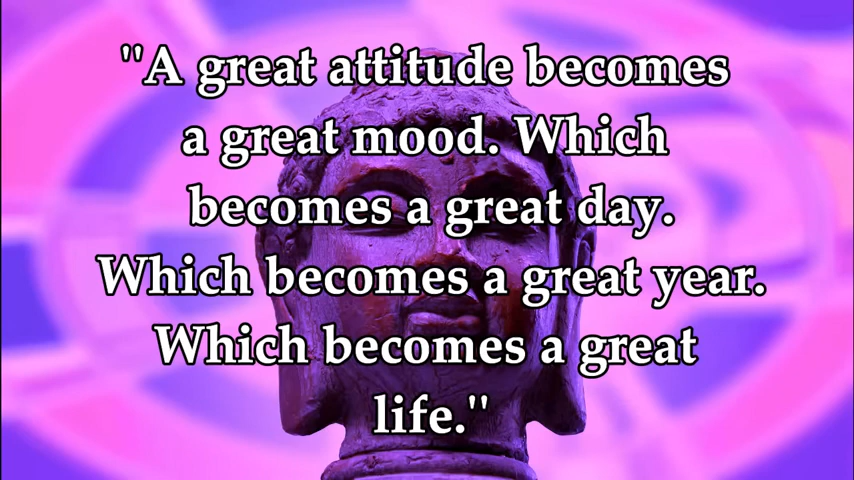 "A great attitude becomes
a great mood. Which
becomes a great day.
Which becomes a great year.
Which becomes a great
life."